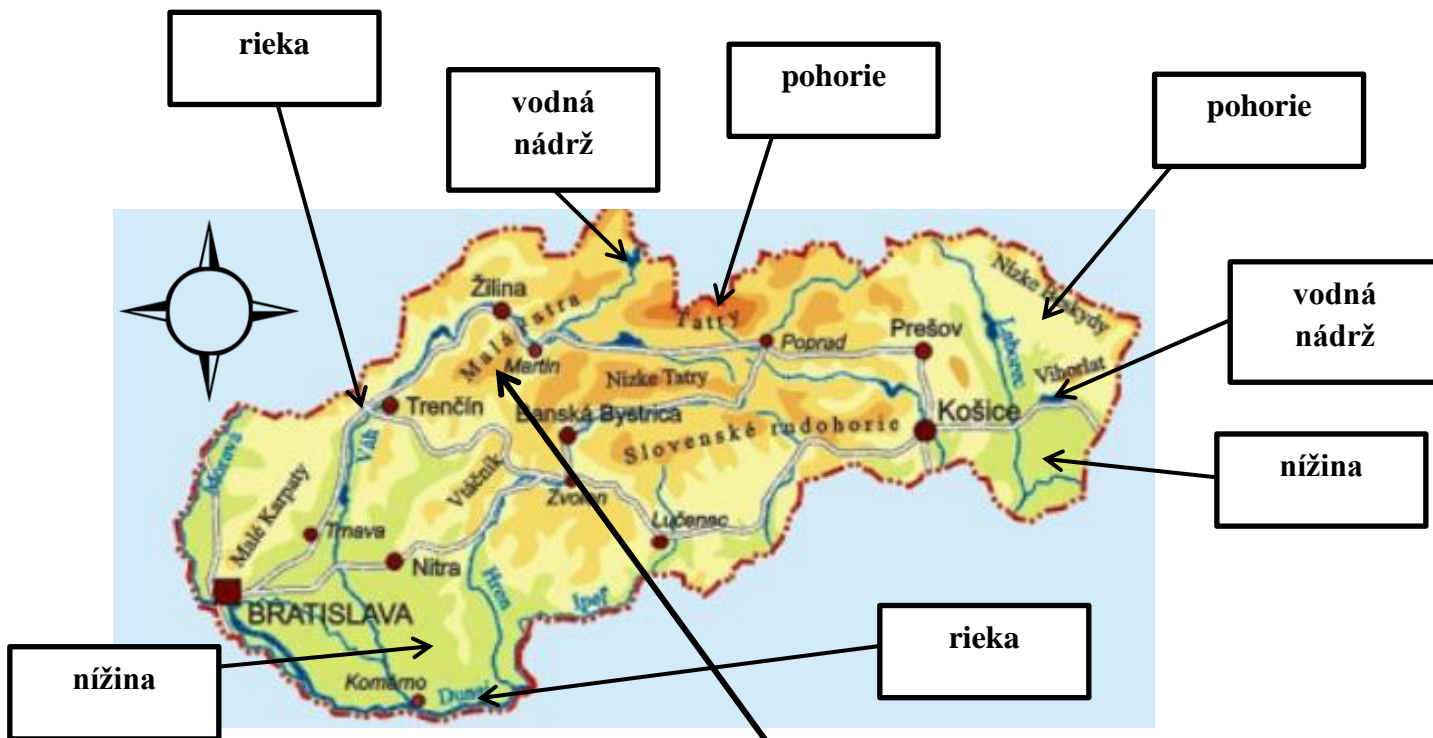 rieka
vodná
nádrž
pohorie
pohorie
vodná
nádrž
nížina
rieka
nížina
Žilina
Malá Fatra
Martin
Tatry
Poprad
Prešov
Nízke Beskydy
Laborec
Vihorlat
Nízke Tatry
Trenčín
Banská Bystrica
Košice
Slovenské rudohorie
Váh
Morava
Vtáčnik
Zvolen
Malé Karpaty
Trnava
Lučenec
Nitra
Hron
Ipeľ
BRATISLAVA
Komárno
Dunaj